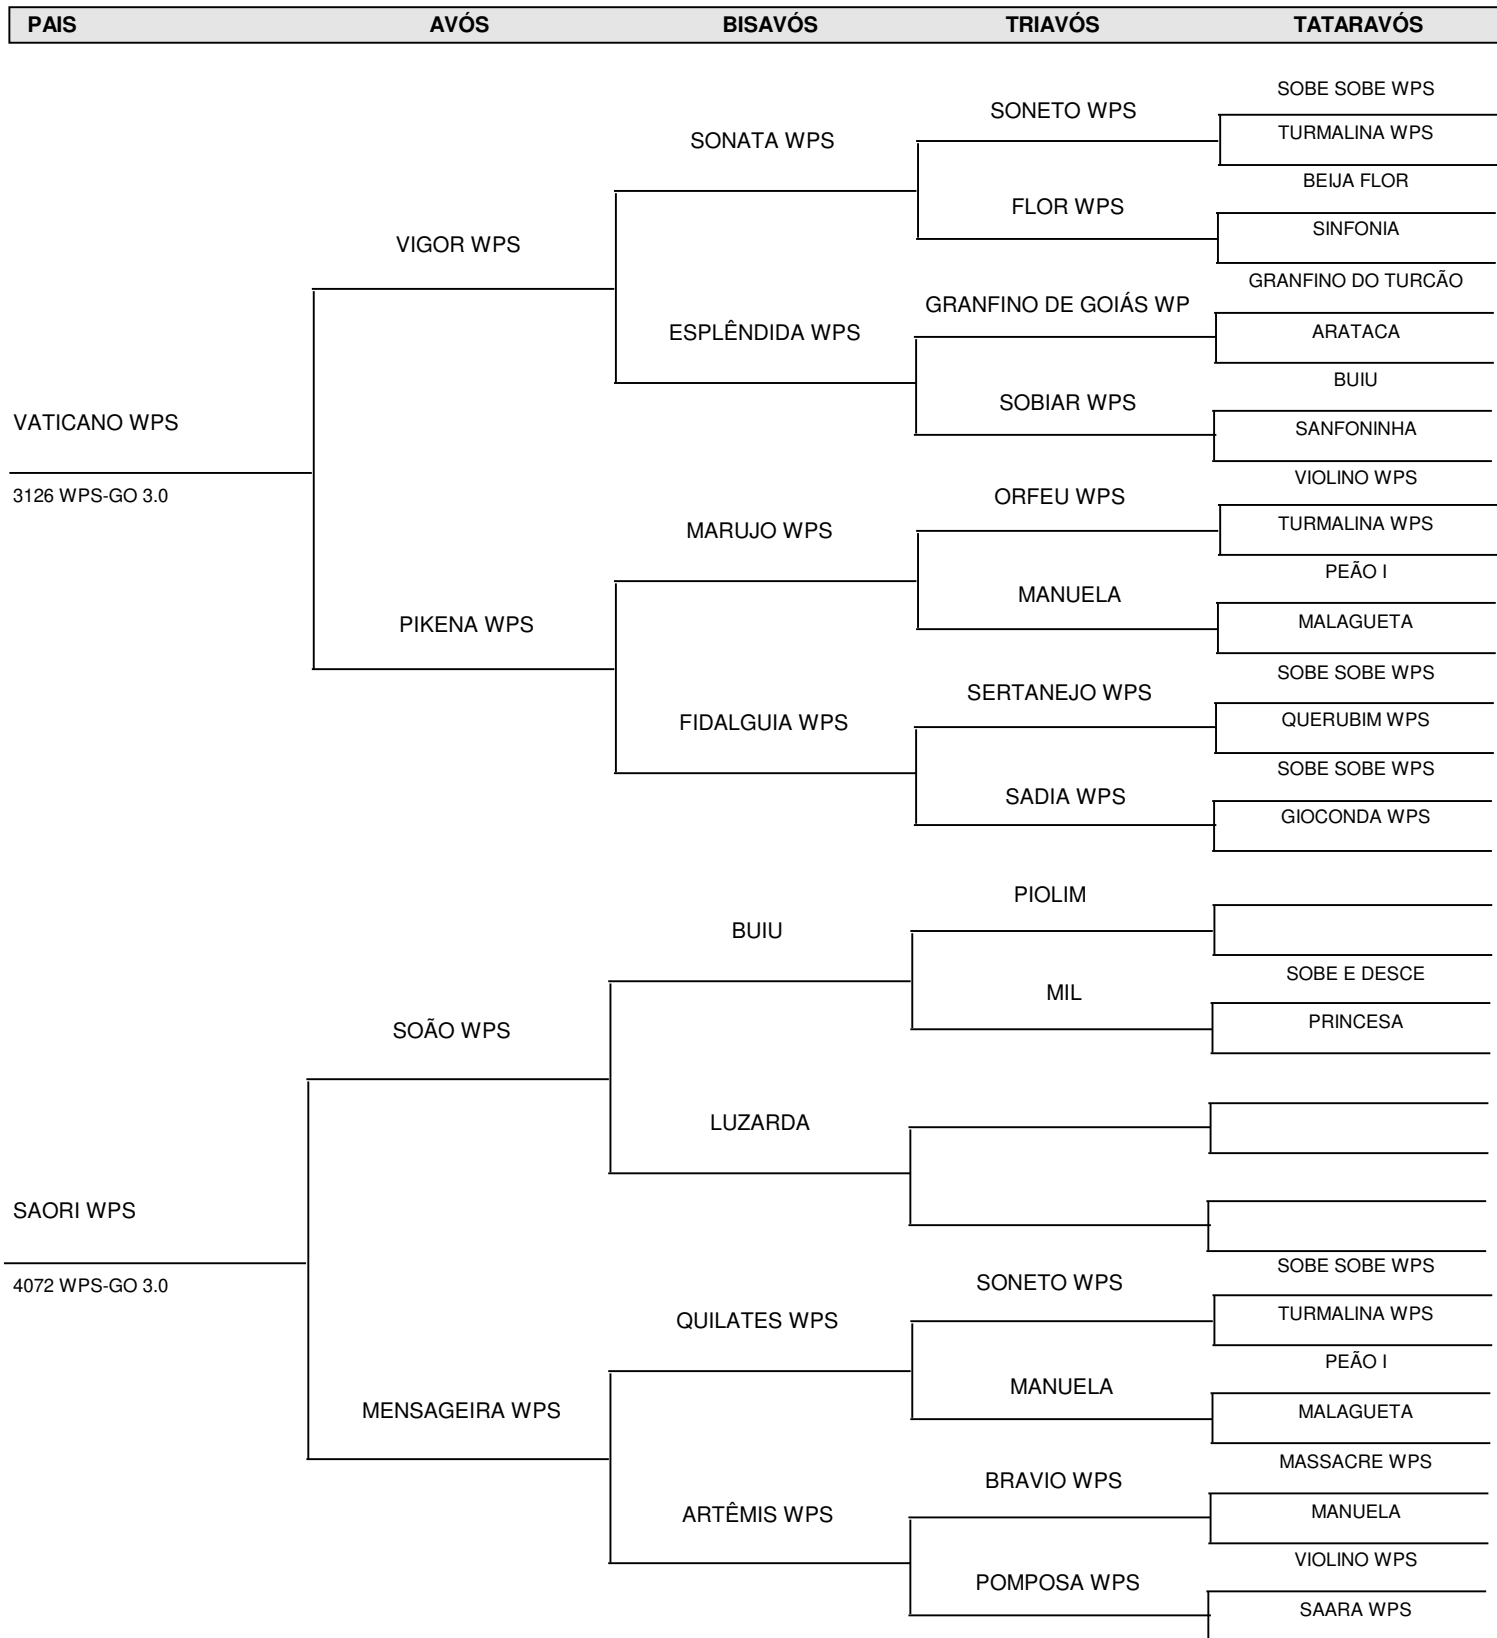 PAIS AVÓS BISAVÓS TRIAVÓS TATARAVÓS
SOBE SOBE WPS
SONETO WPS
TURMALINA WPS
SONATA WPS
BEIJA FLOR
FLOR WPS
SINFONIA
VIGOR WPS
GRANFINO DO TURCÃO
GRANFINO DE GOIÁS WP
ARATACA
ESPLÊNDIDA WPS
BUIU
SOBIAR WPS
SANFONINHA
VATICANO WPS
3126 WPS-GO 3.0
VIOLINO WPS
ORFEU WPS
TURMALINA WPS
MARUJO WPS
PEÃO I
MANUELA
MALAGUETA
PIKENA WPS
SOBE SOBE WPS
SERTANEJO WPS
QUERUBIM WPS
FIDALGUIA WPS
SOBE SOBE WPS
SADIA WPS
GIOCONDA WPS
PIOLIM
BUIU
SOBE E DESCE
MIL
PRINCESA
SOÃO WPS
LUZARDA
SAORI WPS
4072 WPS-GO 3.0
SOBE SOBE WPS
SONETO WPS
TURMALINA WPS
QUILATES WPS
PEÃO I
MANUELA
MALAGUETA
MENSAGEIRA WPS
MASSACRE WPS
BRAVIO WPS
MANUELA
ARTÊMIS WPS
VIOLINO WPS
POMPOSA WPS
SAARA WPS